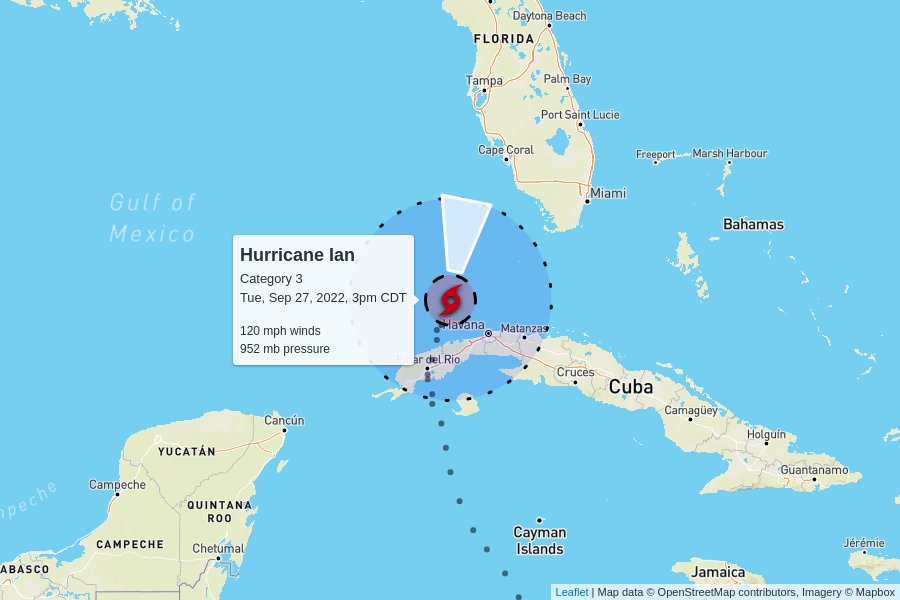 Daytona Beach
FLORIDA
Tampa
Palm Bay
Port Saint Lucie
Cape Coral
Freeport
Marsh Harbour
Miami
Gulf of
Mexico
Bahamas
Hurricane Ian
Category 3
Tue, Sep 27, 2022, 3pm CDT
120 mph winds
952 mb pressure
Havana
Matanzas
Pinar del Rio
Cruces
Cuba
Camagüey
Cancún
Holguín
YUCATÁN
Guantanamo
Campeche
QUINTANA
ROO
Cayman
Islands
CAMPECHE
Chetumal
Jérémie
Jamaica
Leaflet | Map data © OpenStreetMap contributors, Imagery © Mapbox